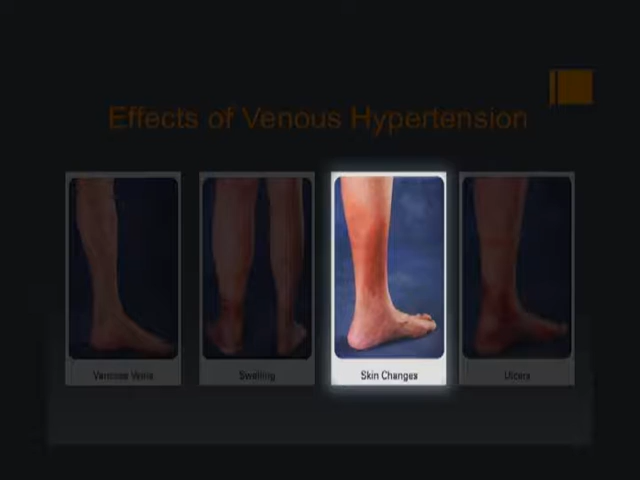 Effects of Venous Hypertension
Varicose Veins
Swelling
Skin Changes
Ulcers